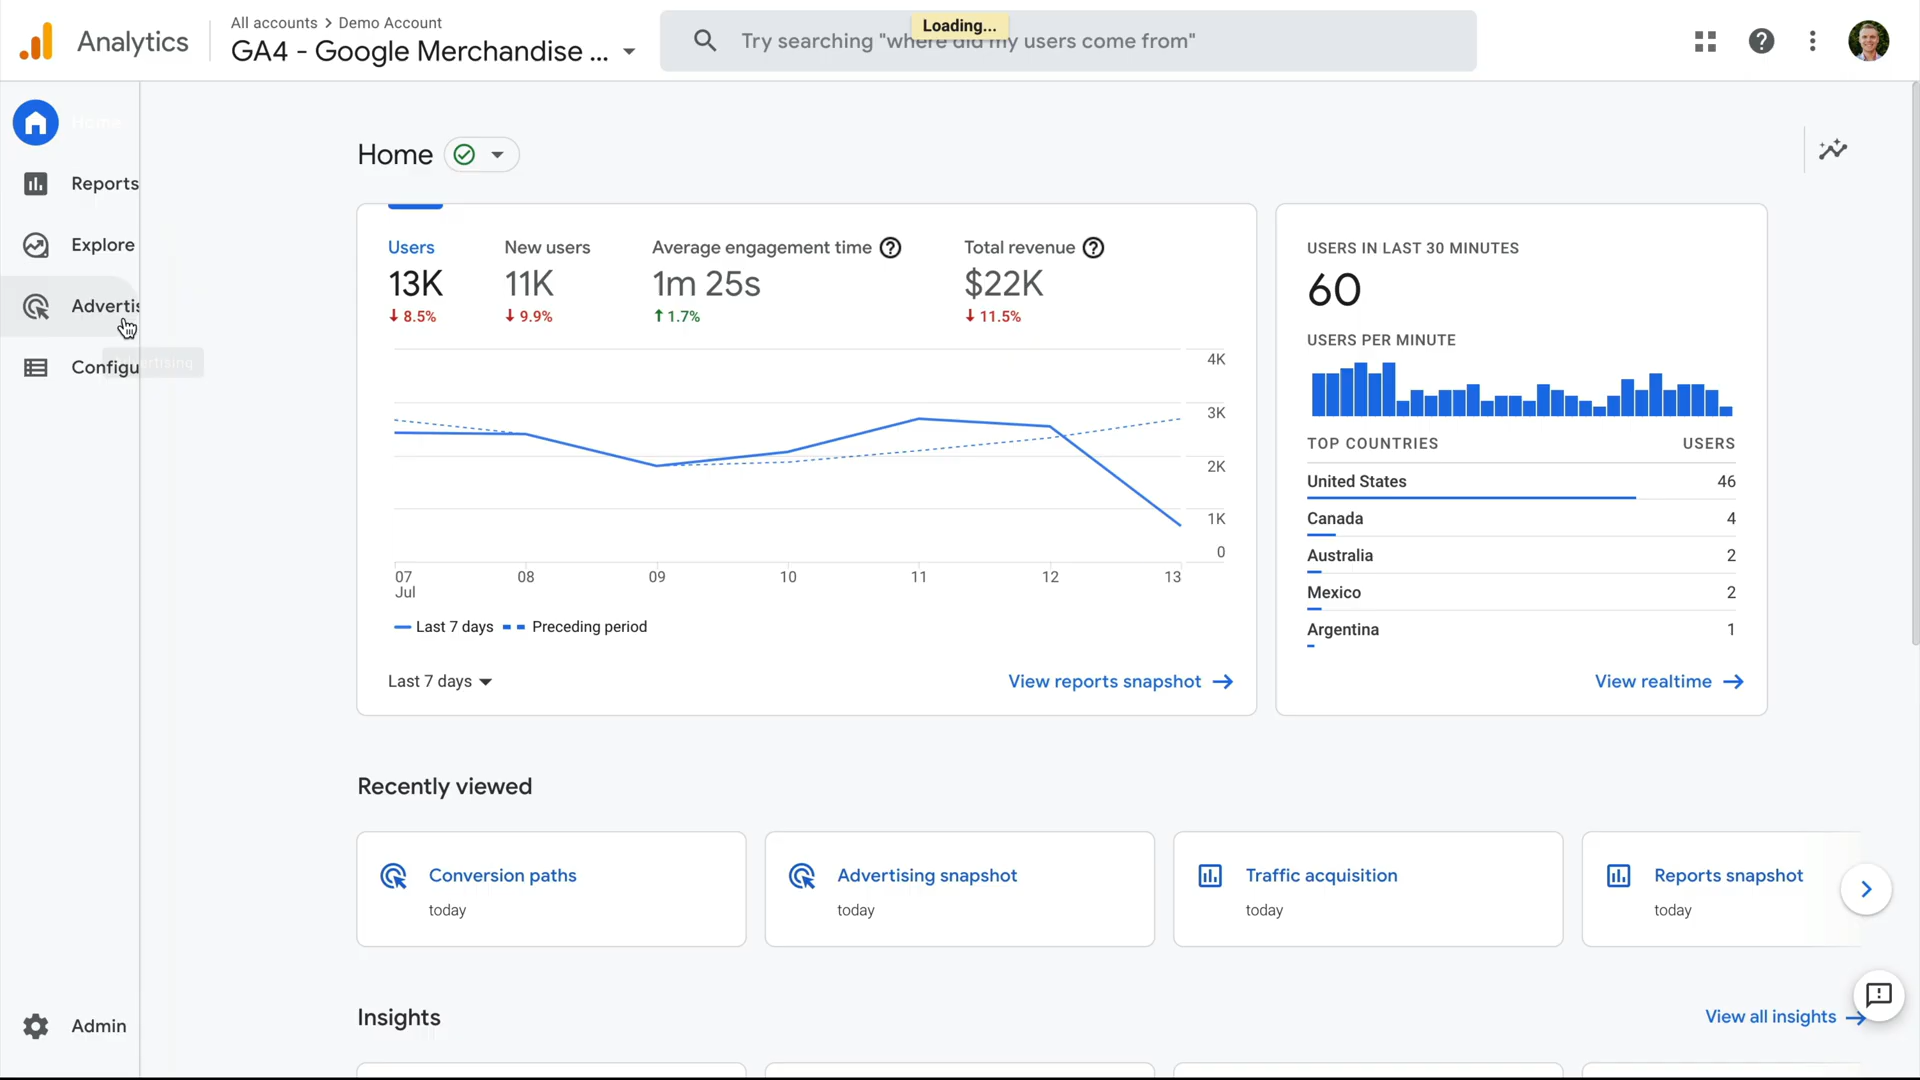 Analytics
All accounts > Demo Account
GA4 - Google Merchandise ...
Try searching "where did my users come from"
Loading...
Home
Reports
Explore
Advertis
Configu
Advertising
Admin
Home
Users
13K
8.5%
New users
11K
9.9%
Average engagement time
1m 25s
1.7%
Total revenue
$22K
11.5%
4K
3K
2K
1K
0
07
Jul
08
09
10
11
12
13
Last 7 days
Preceding period
Last 7 days
View reports snapshot
USERS IN LAST 30 MINUTES
60
USERS PER MINUTE
TOP COUNTRIES USERS
United States 46
Canada 4
Australia 2
Mexico 2
Argentina 1
View realtime
Recently viewed
Conversion paths
today
Advertising snapshot
today
Traffic acquisition
today
Reports snapshot
today
Insights
View all insights